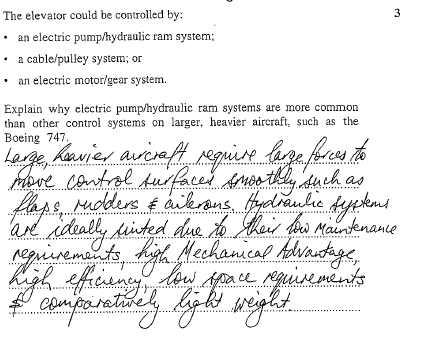 The elevator could be controlled by: 3
• an electric pump/hydraulic ram system;
• a cable/pulley system; or
• an electric motor/gear system.
Explain why electric pump/hydraulic ram systems are more common
than other control systems on larger, heavier aircraft, such as the
Boeing 747.
Large, heavier aircraft require large forces to
move control surfaces smoothly, such as
flaps, rudders & ailerons. Hydraulic systems
are ideally suited due to their low Maintenance
requirements, high Mechanical Advantage,
high efficiency, low space requirements
& comparatively light weight.